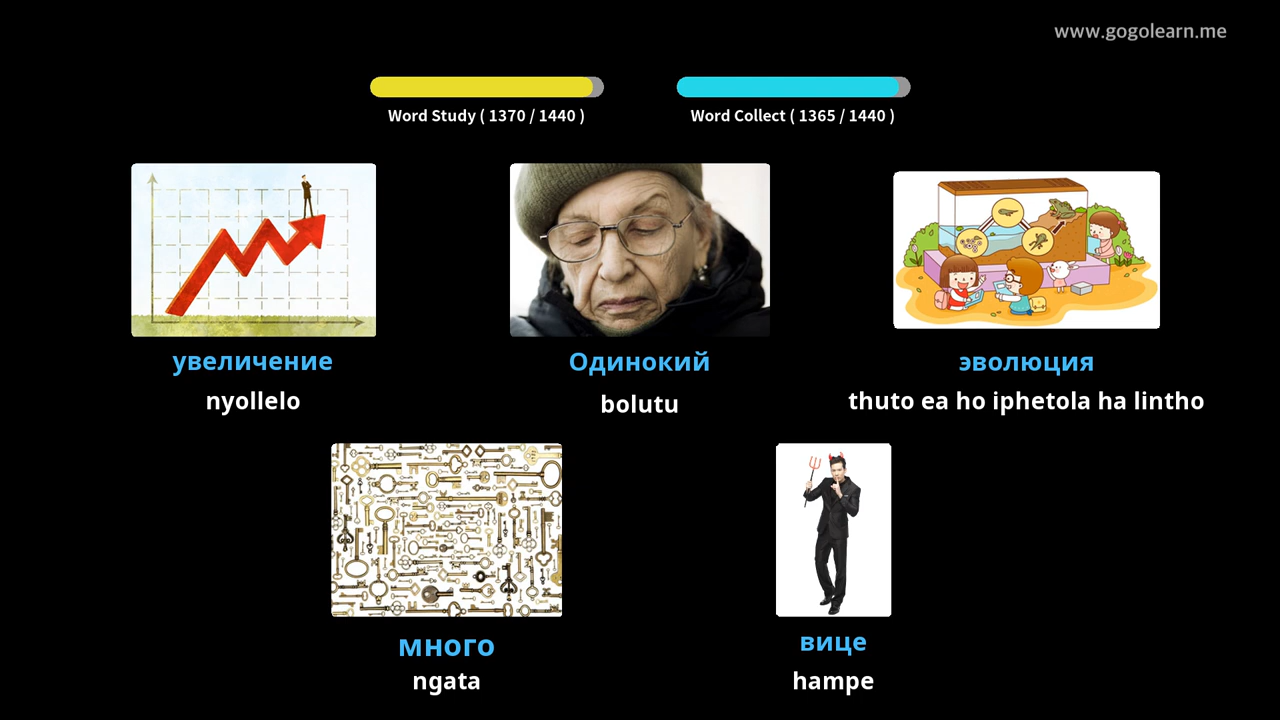 www.gogolearn.me
Word Study ( 1370 / 1440 )
Word Collect ( 1365 / 1440 )
увеличение
Одинокий
эволюция
nyollelo
bolutu
thuto ea ho iphetola ha lintho
много
вице
ngata
hampe